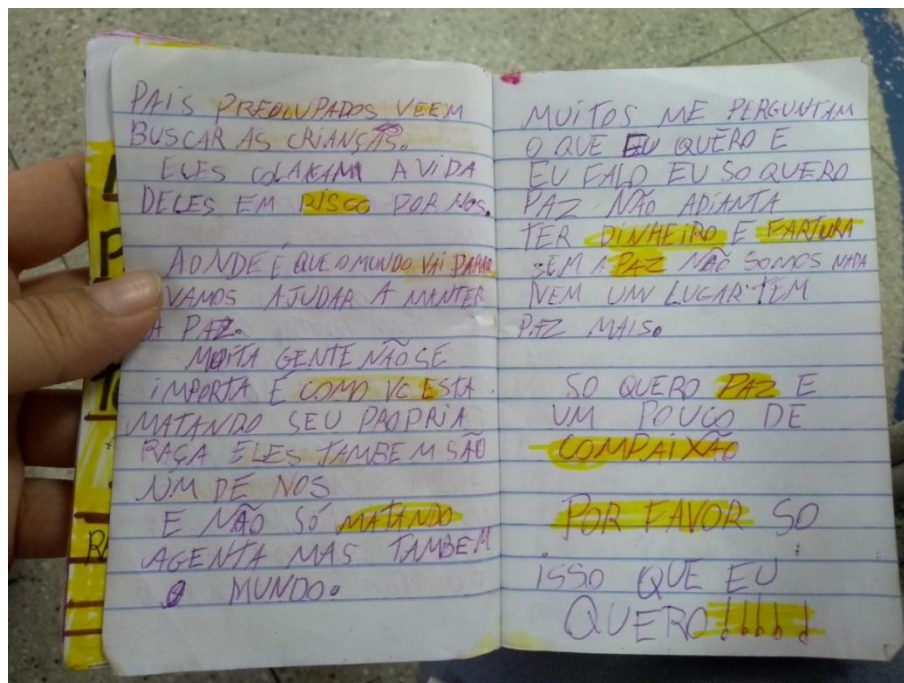 PAIS PREOLUPADOS VEEM
BUSCAR AS CRIANÇAS.
ELES COLAKAM A VIDA
DELES EM RISCO POR NOS.
AONDE É QUE O MUNDO VAI PARAR
VAMOS AJUDAR A MANTER
A PAZ.
MOITA GENTE NÃO SE
IMPORTA E COMO VC ESTA
MATANDO SEU PROPRIA
RAÇA ELES TAMBEM SÃO
UM DE NOS
E NÃO SÓ MATANDO
AGENTA MAS TAMBEM
O MUNDO.
MUITOS ME PERGUNTAM
O QUE EU QUERO E
EU FALO EU SO QUERO
PAZ NÃO ADIANTA
TER DINHEIRO E FARTURA
SEM A PAZ NÃO SOMOS NADA
NEM UM LUGAR TEM
PAZ MAIS.
SO QUERO PAZ E
UM POUCO DE
COMPAIXÃO
POR FAVOR SO
ISSO QUE EU
QUERO!!!!!